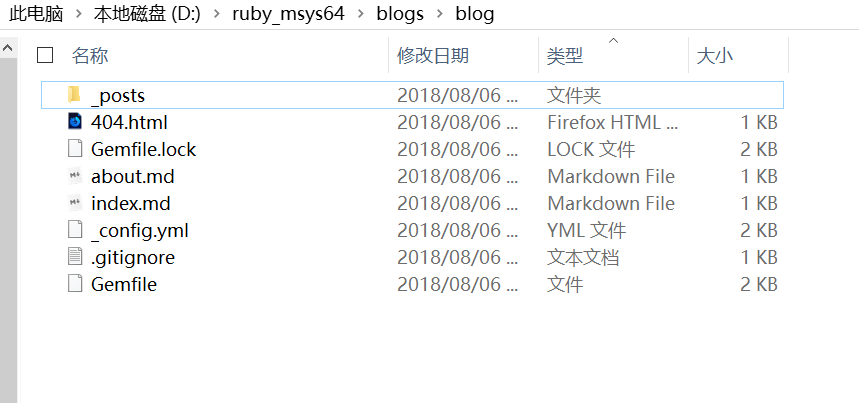 此电脑 > 本地磁盘 (D:) > ruby_msys64 > blogs > blog
名称 修改日期 类型 大小
_posts 2018/08/06 ... 文件夹
404.html 2018/08/06 ... Firefox HTML ... 1 KB
Gemfile.lock 2018/08/06 ... LOCK 文件 2 KB
about.md 2018/08/06 ... Markdown File 1 KB
index.md 2018/08/06 ... Markdown File 1 KB
_config.yml 2018/08/06 ... YML 文件 2 KB
.gitignore 2018/08/06 ... 文本文档 1 KB
Gemfile 2018/08/06 ... 文件 2 KB